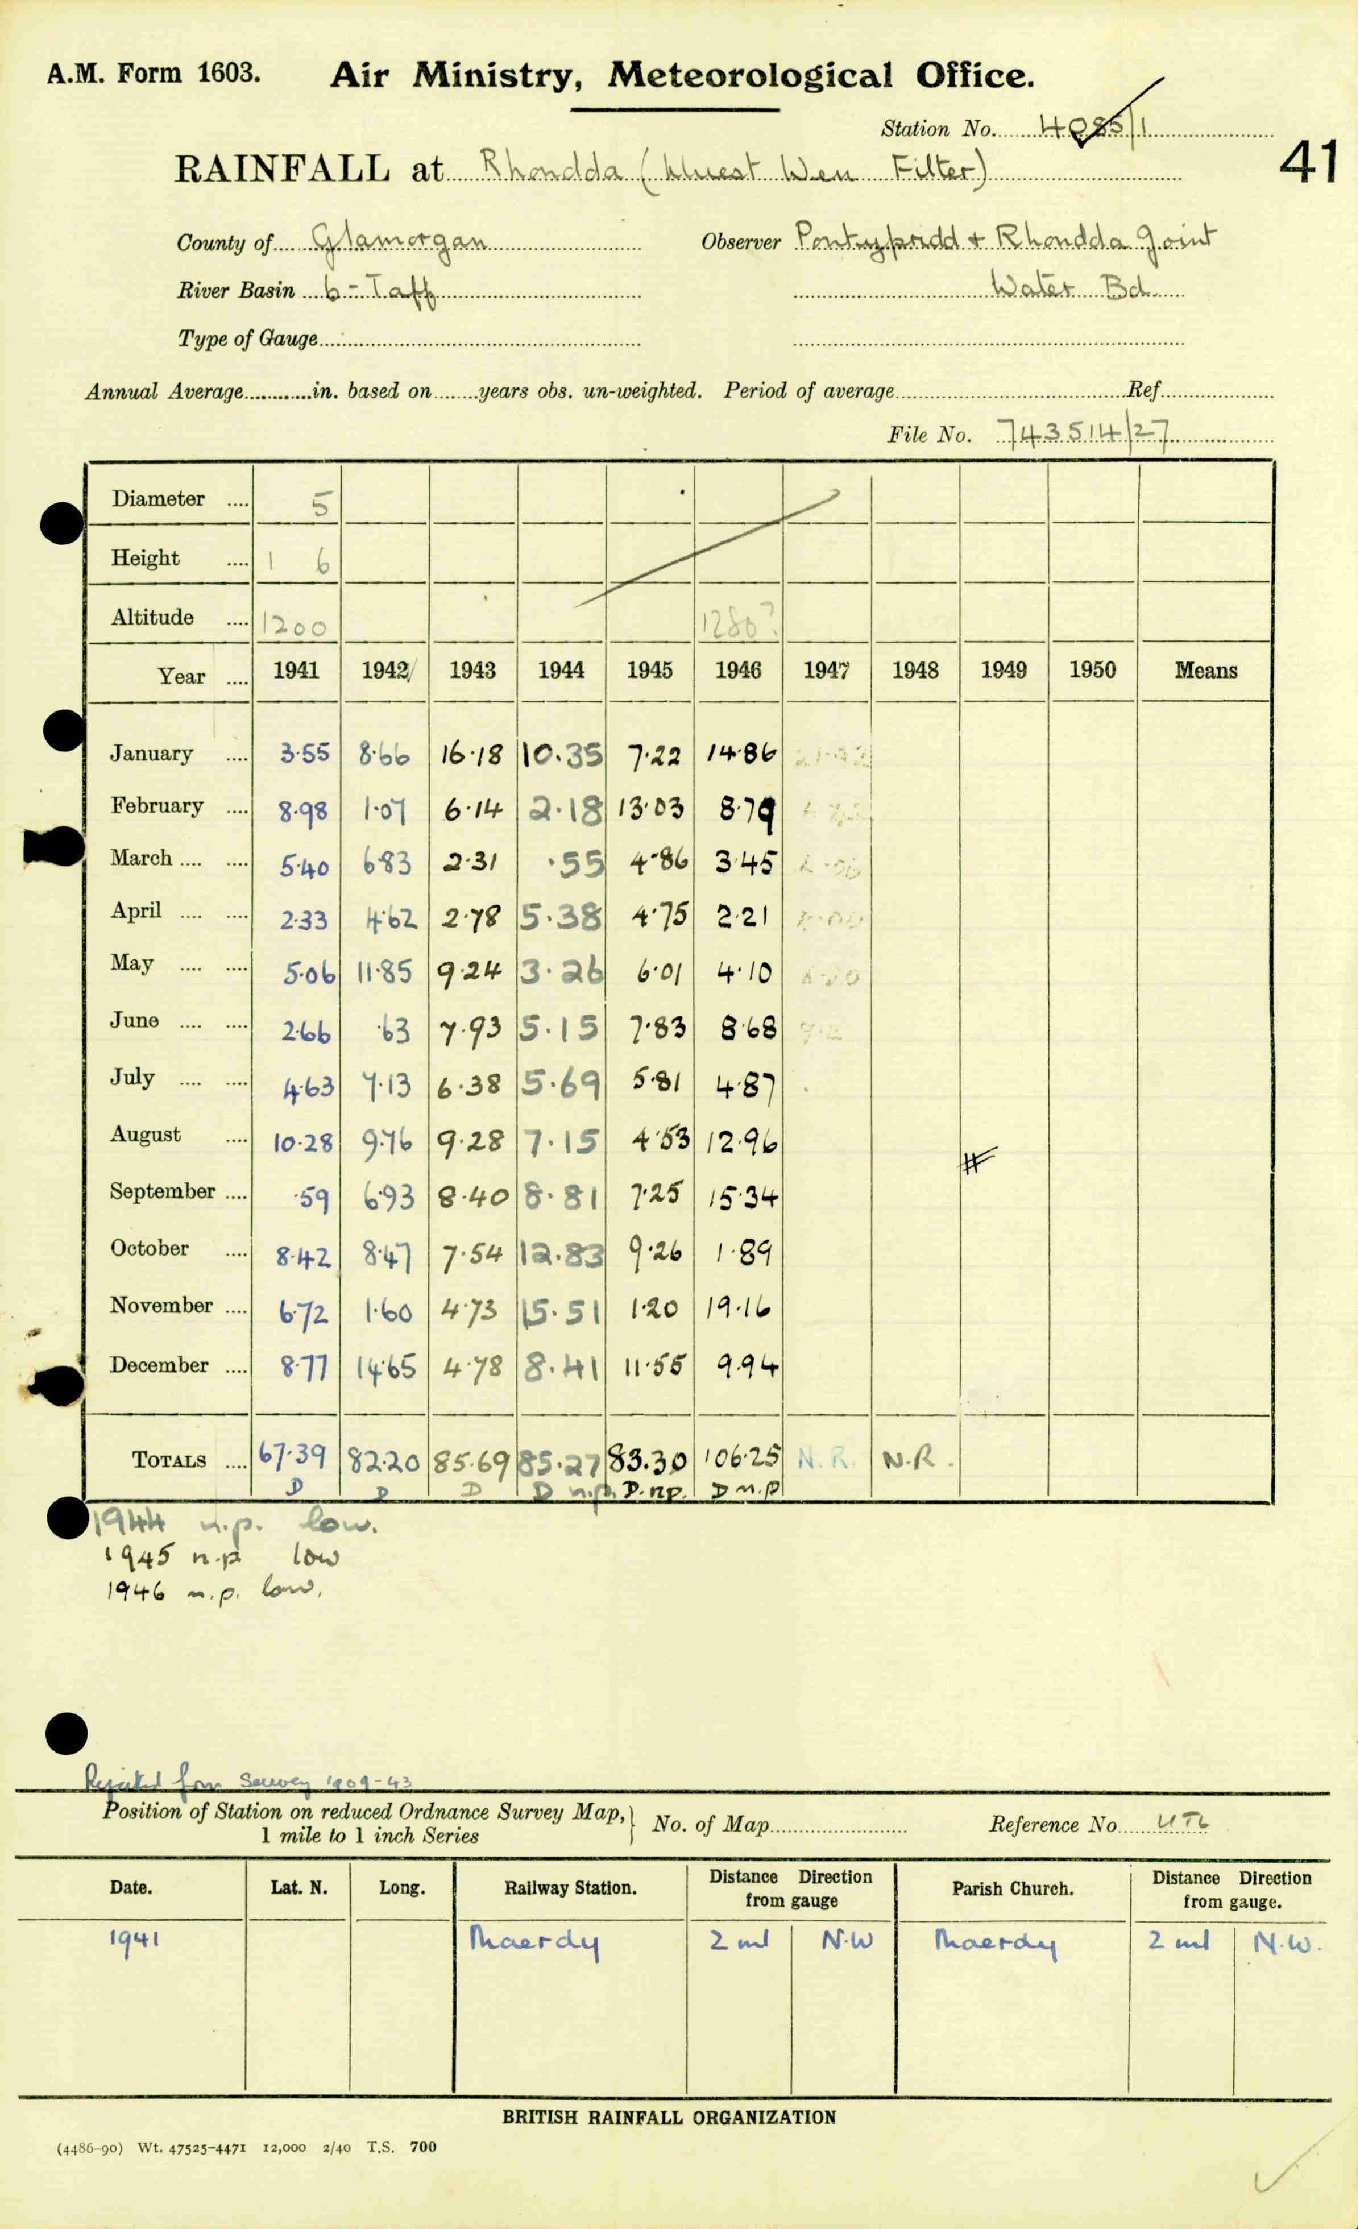 A.M. Form 1603. Air Ministry, Meteorological Office.
Station No. 4085/1
41
RAINFALL at Rhondda (Lluest Wen Filter)
County of Glamorgan Observer Pontypridd + Rhondda Joint
River Basin 6 - Taff Water Bd
Type of Gauge
Annual Average in. based on years obs. un-weighted. Period of average Ref.
File No. 743514/27
Diameter 5
Height 1 6
Altitude 1200 1280?
Year 1941 1942 1943 1944 1945 1946 1947 1948 1949 1950 Means
January 3.55 8.66 16.18 10.35 7.22 14.86
February 8.98 1.07 6.14 2.18 13.03 8.79
March 5.40 6.83 2.31 .55 4.86 3.45
April 2.33 4.62 2.78 5.38 4.75 2.21
May 5.06 11.85 9.24 3.26 6.01 4.10
June 2.66 .63 7.93 5.15 7.83 8.68
July 4.63 7.13 6.38 5.69 5.81 4.87
August 10.28 9.76 9.28 7.15 4.53 12.96
September .59 6.93 8.40 8.81 7.25 15.34
October 8.42 8.47 7.54 12.83 9.26 1.89
November 6.72 1.60 4.73 15.51 1.20 19.16
December 8.77 14.65 4.78 8.41 11.55 9.94
TOTALS 67.39 82.20 85.69 85.27 83.30 106.25 N.R. N.R.
D D D D n.p. D. n.p. D n.p
1944 n.p. low.
1945 n.p low
1946 n.p. low.
Rejected from Survey 1909-43
Position of Station on reduced Ordnance Survey Map, No. of Map Reference No
1 mile to 1 inch Series
Date. Lat. N. Long. Railway Station. Distance Direction from gauge Parish Church. Distance Direction from gauge.
1941 Maerdy 2 ml N.W Maerdy 2 ml N.W.
BRITISH RAINFALL ORGANIZATION
(4486-90) Wt. 47525-4471 12,000 2/40 T.S. 700